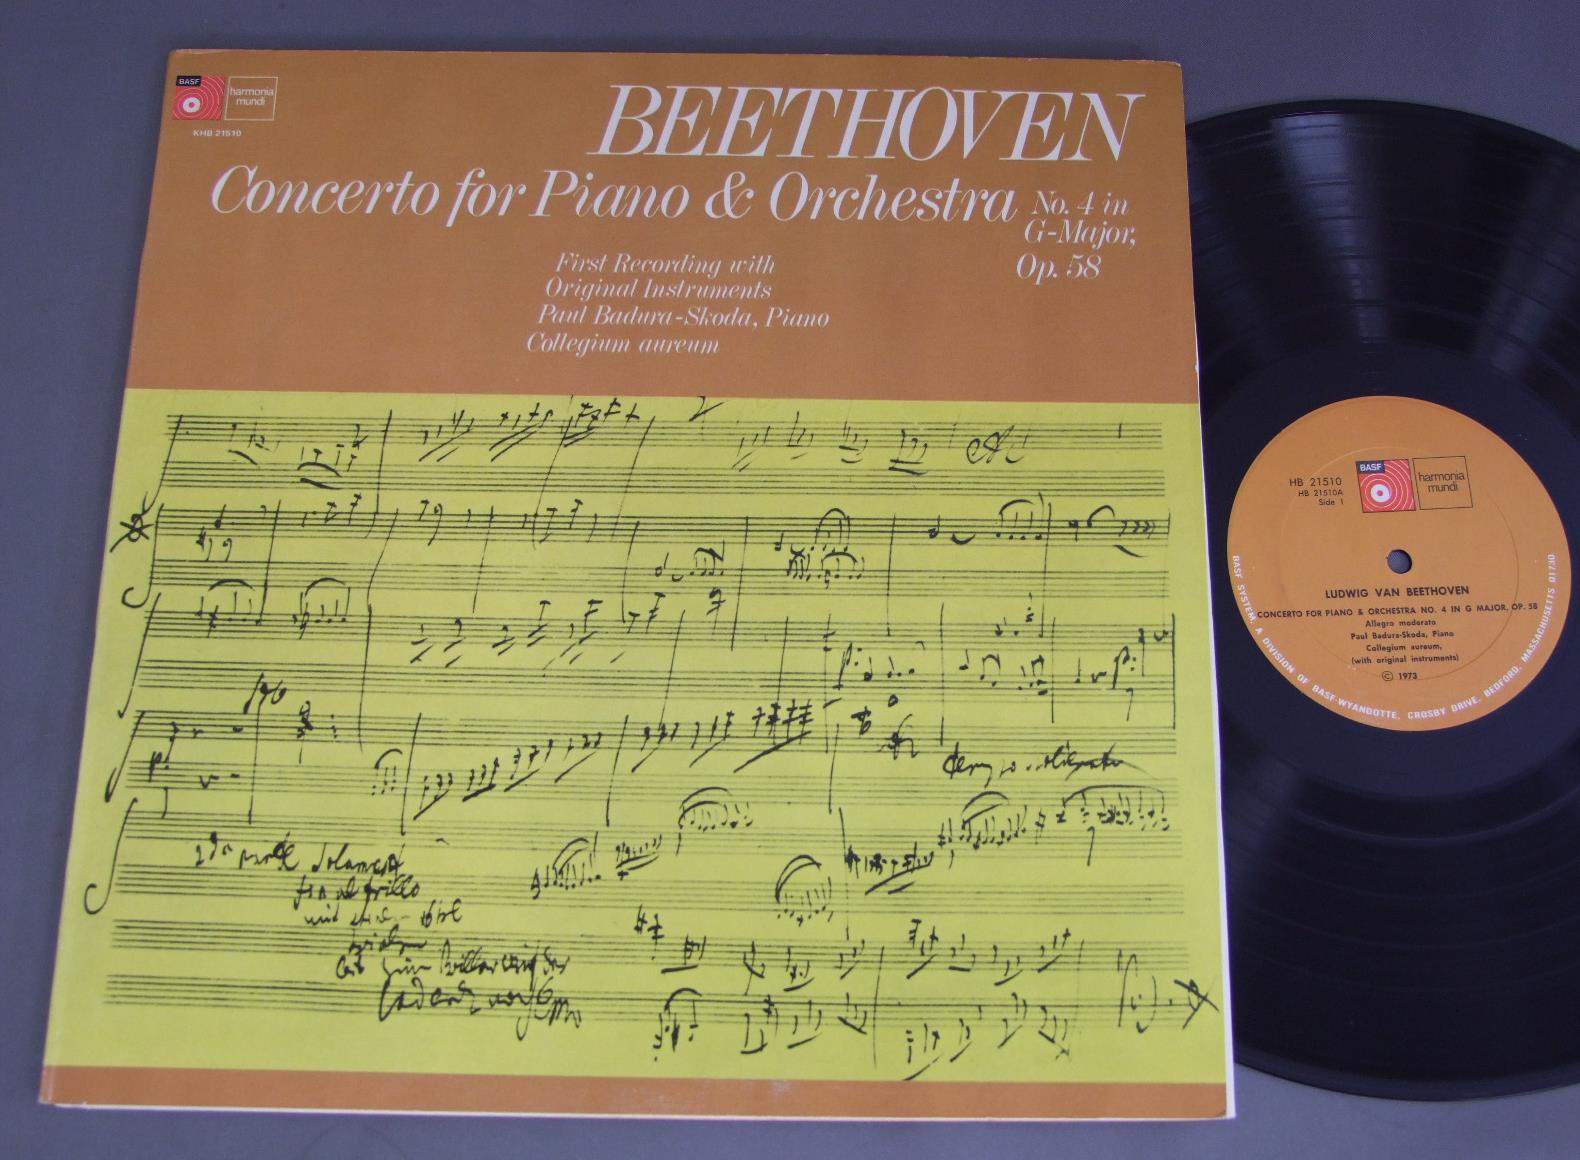 BASF
harmonia
mundi
KHB 21510
BEETHOVEN
Concerto for Piano & Orchestra No. 4 in
G-Major,
Op. 58
First Recording with
Original Instruments
Paul Badura-Skoda, Piano
Collegium aureum
HB 21510
HB 21510A
Side 1
BASF
harmonia
mundi
LUDWIG VAN BEETHOVEN
CONCERTO FOR PIANO & ORCHESTRA NO. 4 IN G MAJOR, OP. 58
Allegro moderato
Paul Badura-Skoda, Piano
Collegium aureum,
(with original instruments)
© 1973
BASF SYSTEM, A DIVISION OF BASF-WYANDOTTE, CROSBY DRIVE, BEDFORD, MASSACHUSETTS 01730